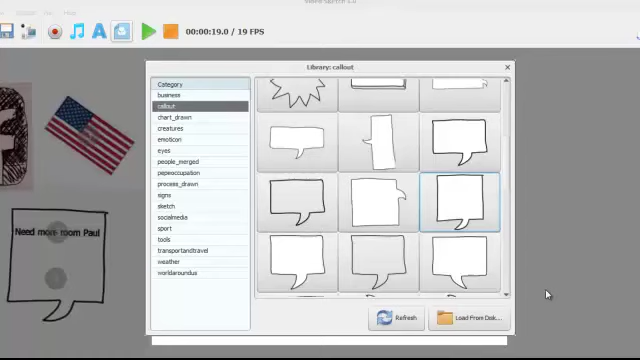 00:00:19.0 / 19 FPS
Library: callout
Category
business
callout
chart_drawn
creatures
emoticon
eyes
people_merged
pepeoccupation
process_drawn
signs
sketch
socialmedia
sport
tools
transportandtravel
weather
worldaroundus
Need more room Paul
Refresh
Load From Disk...